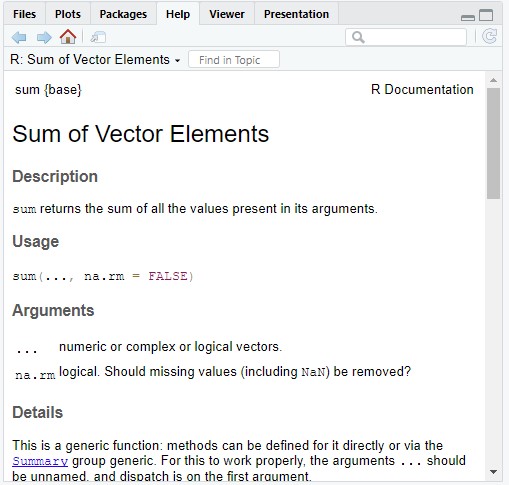 Files Plots Packages Help Viewer Presentation
R: Sum of Vector Elements Find in Topic
sum {base} R Documentation
Sum of Vector Elements
Description
sum returns the sum of all the values present in its arguments.
Usage
sum(..., na.rm = FALSE)
Arguments
... numeric or complex or logical vectors.
na.rm logical. Should missing values (including NaN) be removed?
Details
This is a generic function: methods can be defined for it directly or via the
Summary group generic. For this to work properly, the arguments ... should
be unnamed, and dispatch is on the first argument.